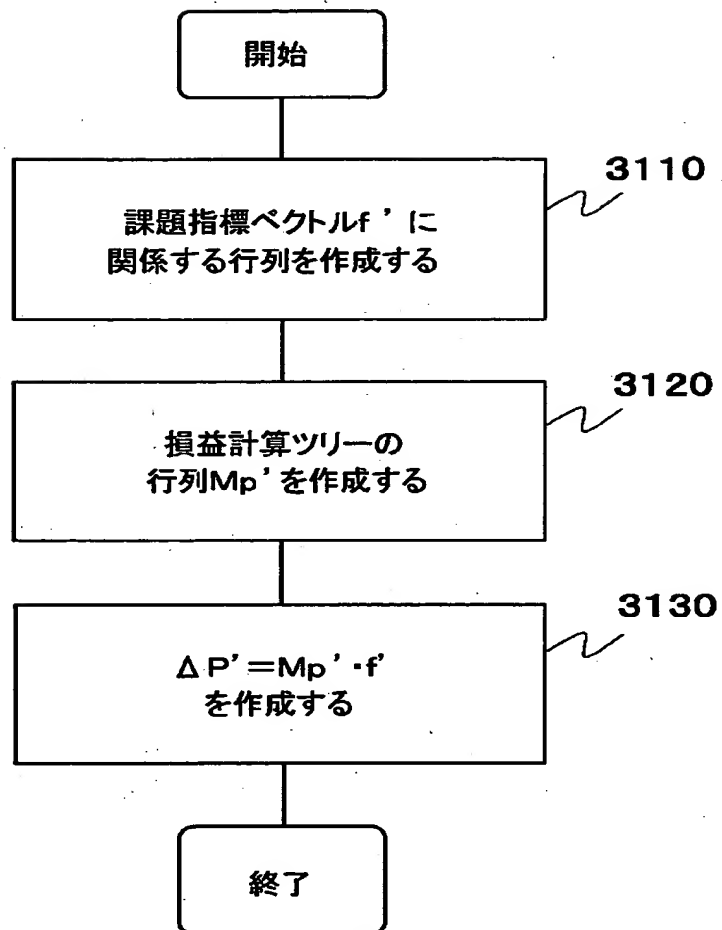 開始
3110
課題指標ベクトルf'に
関係する行列を作成する
3120
損益計算ツリーの
行列Mp'を作成する
3130
ΔP'=Mp'・f'
を作成する
終了